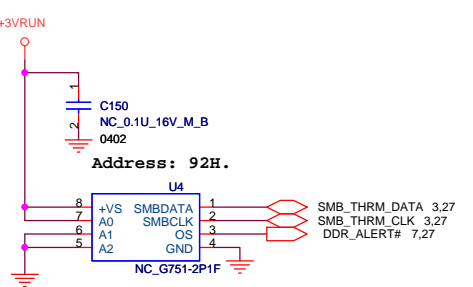 +3VRUN
1
C150
NC_0.1U_16V_M_B
2
0402
Address: 92H.
U4
8 +VS SMBDATA 1 SMB_THRM_DATA 3,27
7 A0 SMBCLK 2 SMB_THRM_CLK 3,27
6 A1 OS 3 DDR_ALERT# 7,27
5 A2 GND 4
NC_G751-2P1F